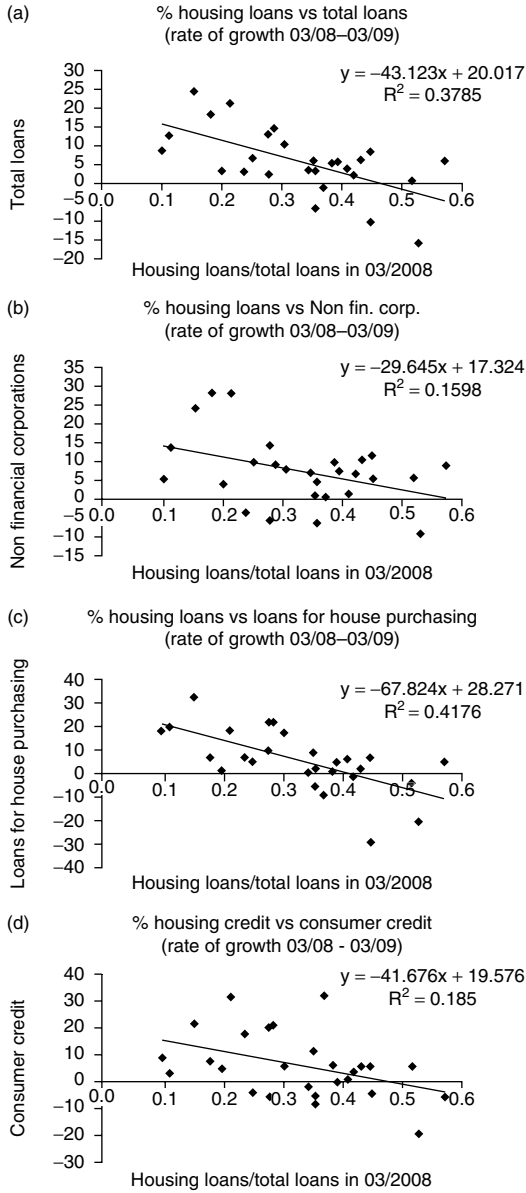 (a)
% housing loans vs total loans
(rate of growth 03/08–03/09)
y = −43.123x + 20.017
R² = 0.3785
Total loans
30
25
20
15
10
5
0
−5
−10
−15
−20
0.0 0.1 0.2 0.3 0.4 0.5 0.6
Housing loans/total loans in 03/2008
(b)
% housing loans vs Non fin. corp.
(rate of growth 03/08–03/09)
y = −29.645x + 17.324
R² = 0.1598
Non financial corporations
35
30
25
20
15
10
5
0
−5
−10
−15
0.0 0.1 0.2 0.3 0.4 0.5 0.6
Housing loans/total loans in 03/2008
(c)
% housing loans vs loans for house purchasing
(rate of growth 03/08–03/09)
y = −67.824x + 28.271
R² = 0.4176
Loans for house purchasing
40
30
20
10
0
−10
−20
−30
−40
0.0 0.1 0.2 0.3 0.4 0.5 0.6
Housing loans/total loans in 03/2008
(d)
% housing credit vs consumer credit
(rate of growth 03/08 - 03/09)
y = −41.676x + 19.576
R² = 0.185
Consumer credit
40
30
20
10
0
−10
−20
−30
0.0 0.1 0.2 0.3 0.4 0.5 0.6
Housing loans/total loans in 03/2008